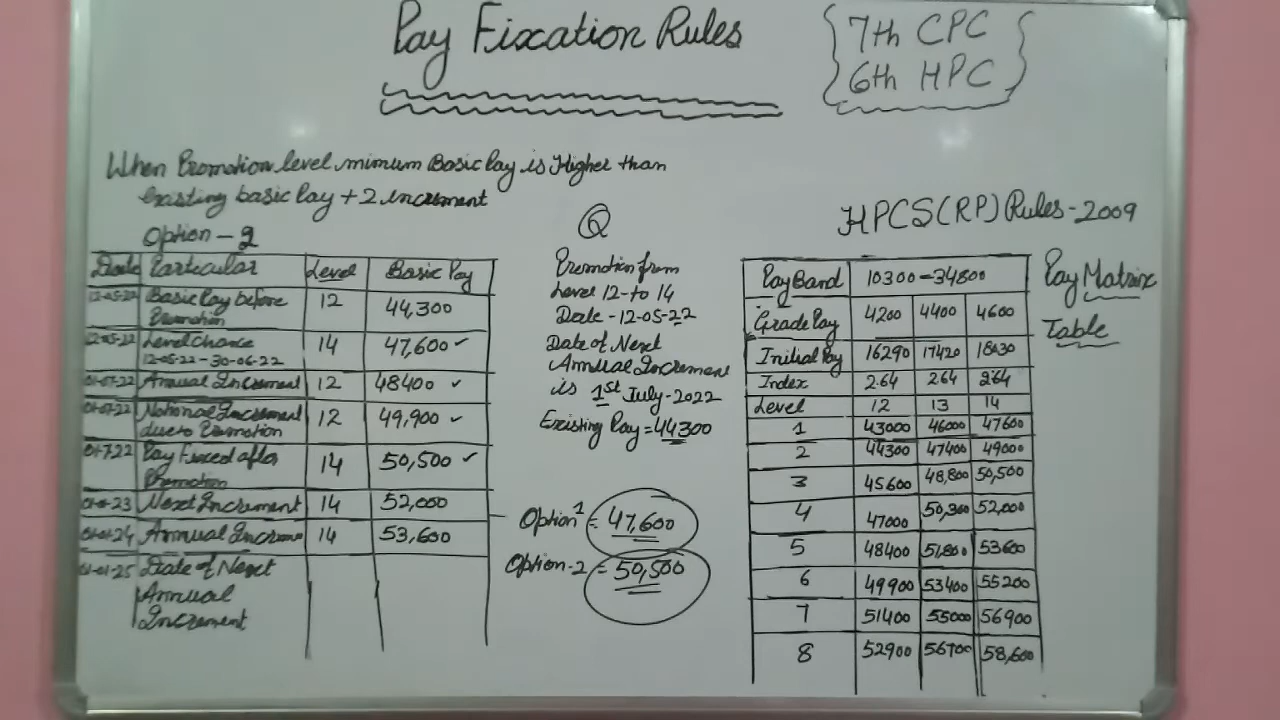 Pay Fixation Rules
7th CPC
6th HPC
When Promotion level minimum Basic Pay is Higher than
Existing basic Pay + 2 increment
Option - 2
Date Particular Level Basic Pay
12-05-22 Basic Pay before Promotion 12 44,300
12-05-22 Level Chance 12-05-22 - 30-06-22 14 47,600 ✓
01-07-22 Annual Increment 12 48400 ✓
01-07-22 Notional Increment due to Promotion 12 49,900 ✓
01-7-22 Pay Fixed after Promotion 14 50,500 ✓
Next Increment 14 52,000
Annual Increm 14 53,600
01-01-25 Date of Next
Annual
Increment
Q
Promotion from
Level 12-to 14
Date - 12-05-22
Date of Next
Annual Increment
is 1st July-2022
Existing Pay = 44300
Option 1 = 47,600
Option-2 = 50,500
HPCS(RP) Rules-2009
Pay Band 10300-34800
Grade Pay 4200 4400 4600
Initial Pay 16290 17420
Index 2.64 2.64 2.64
Level 12 13 14
1 43000 46000 47600
2 44300 47400 49000
3 45600 48,800 50,500
4 47000 50,300 52,000
5 48400 51,800 53600
6 49900 53400 55200
7 51400 55000 56900
8 52900 56700 58,600
Pay Matrix
Table